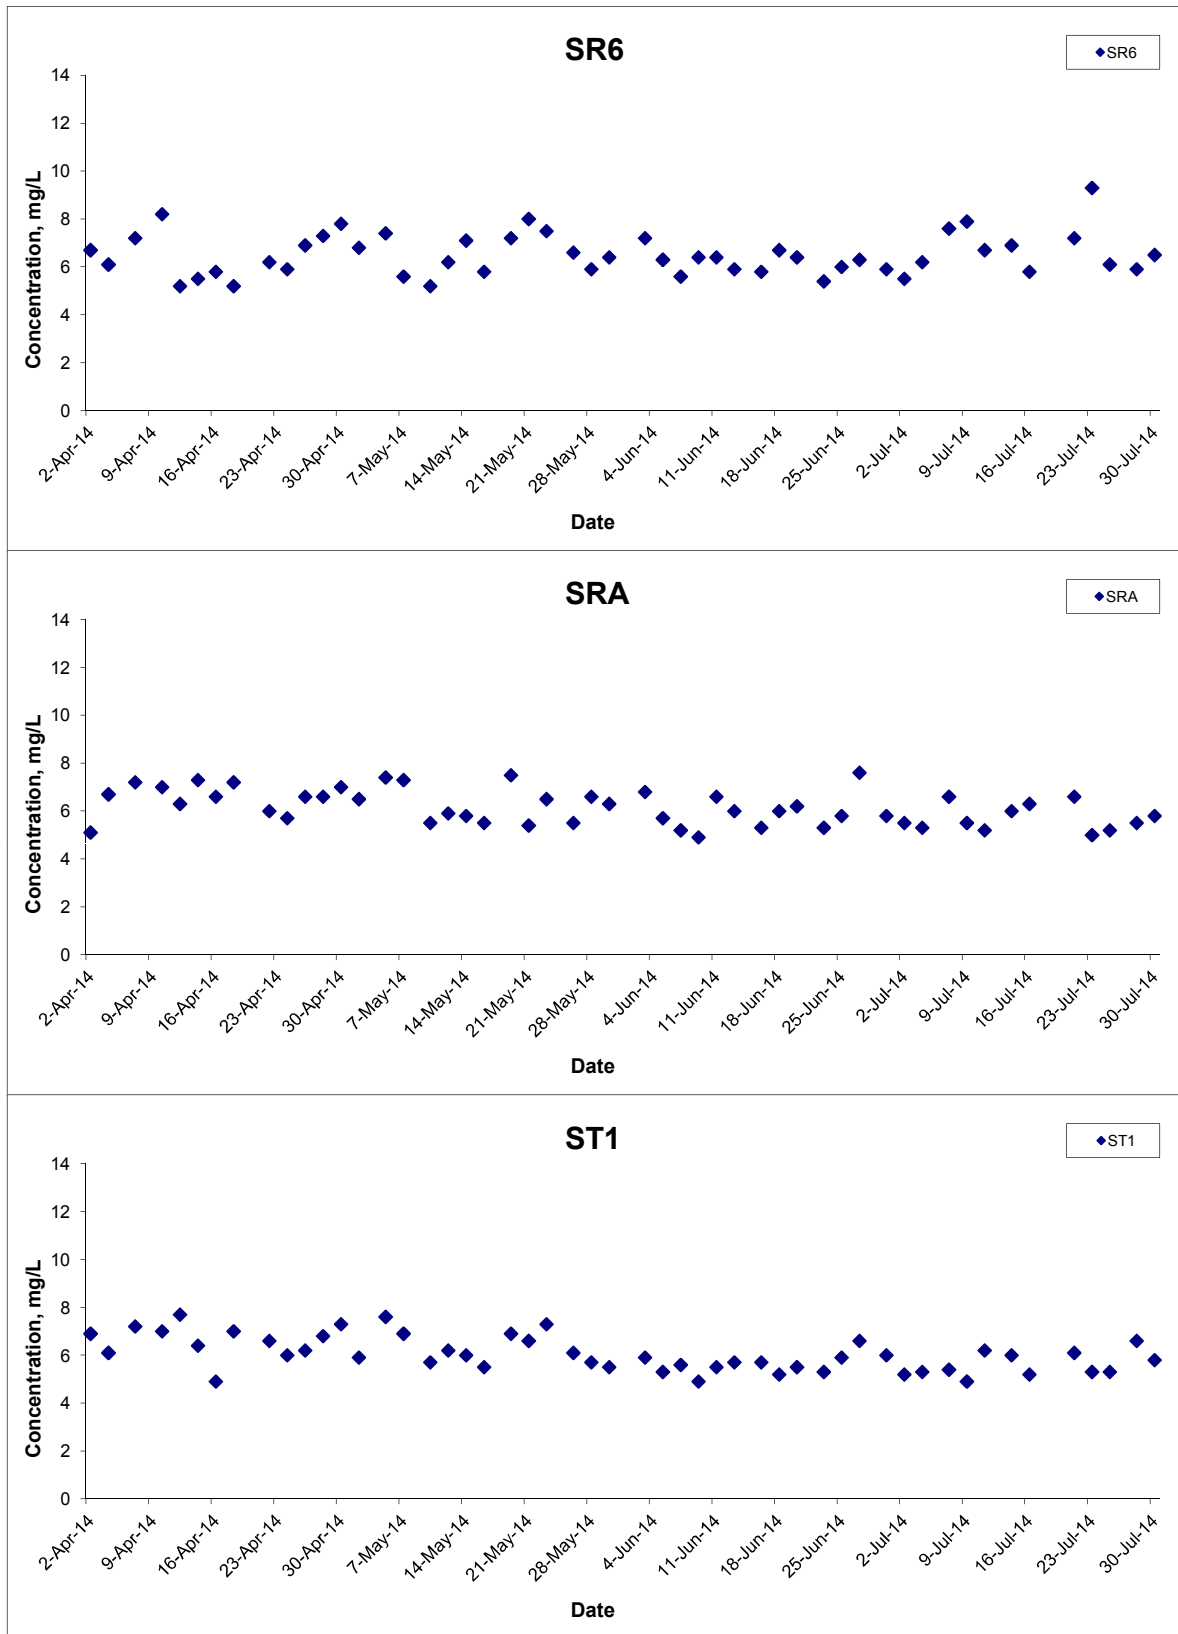 SR6
SR6
Concentration, mg/L
14
12
10
8
6
4
2
0
2-Apr-14
9-Apr-14
16-Apr-14
23-Apr-14
30-Apr-14
7-May-14
14-May-14
21-May-14
28-May-14
4-Jun-14
11-Jun-14
18-Jun-14
25-Jun-14
2-Jul-14
9-Jul-14
16-Jul-14
23-Jul-14
30-Jul-14
Date
SRA
SRA
Concentration, mg/L
14
12
10
8
6
4
2
0
2-Apr-14
9-Apr-14
16-Apr-14
23-Apr-14
30-Apr-14
7-May-14
14-May-14
21-May-14
28-May-14
4-Jun-14
11-Jun-14
18-Jun-14
25-Jun-14
2-Jul-14
9-Jul-14
16-Jul-14
23-Jul-14
30-Jul-14
Date
ST1
ST1
Concentration, mg/L
14
12
10
8
6
4
2
0
2-Apr-14
9-Apr-14
16-Apr-14
23-Apr-14
30-Apr-14
7-May-14
14-May-14
21-May-14
28-May-14
4-Jun-14
11-Jun-14
18-Jun-14
25-Jun-14
2-Jul-14
9-Jul-14
16-Jul-14
23-Jul-14
30-Jul-14
Date